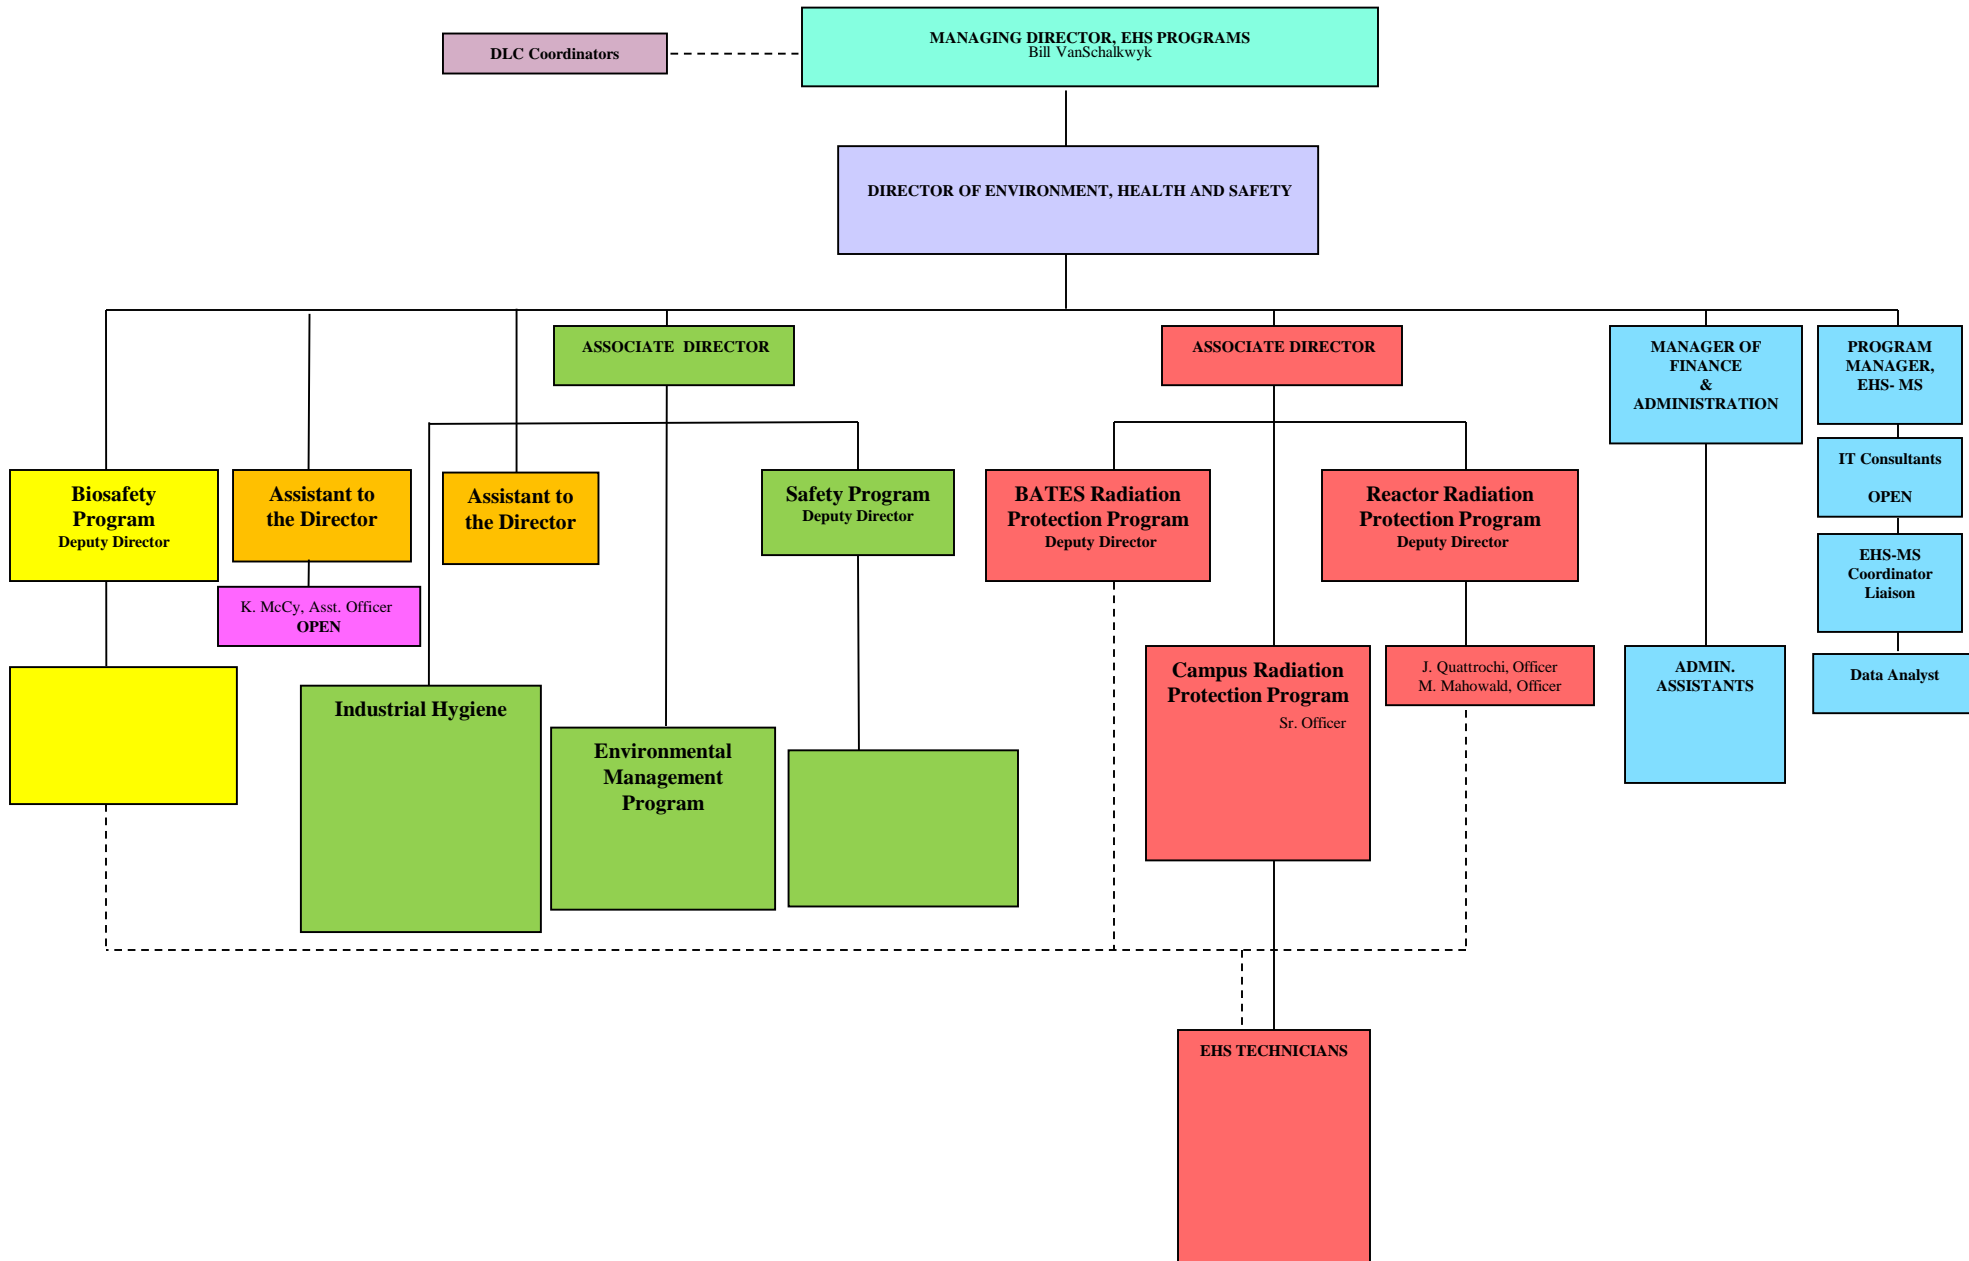 MANAGING DIRECTOR, EHS PROGRAMS
Bill VanSchalkwyk
DLC Coordinators
DIRECTOR OF ENVIRONMENT, HEALTH AND SAFETY
ASSOCIATE  DIRECTOR
ASSOCIATE DIRECTOR
MANAGER OF
FINANCE
&
ADMINISTRATION
PROGRAM
MANAGER,
EHS- MS
IT Consultants
OPEN
EHS-MS
Coordinator
Liaison
Data Analyst
Biosafety
Program
Deputy Director
Assistant to
the Director
Assistant to
the Director
Safety Program
Deputy Director
BATES Radiation
Protection Program
Deputy Director
Reactor Radiation
Protection Program
Deputy Director
K. McCy, Asst. Officer
OPEN
Industrial Hygiene
Environmental
Management
Program
Campus Radiation
Protection Program
Sr. Officer
J. Quattrochi, Officer
M. Mahowald, Officer
ADMIN.
ASSISTANTS
EHS TECHNICIANS